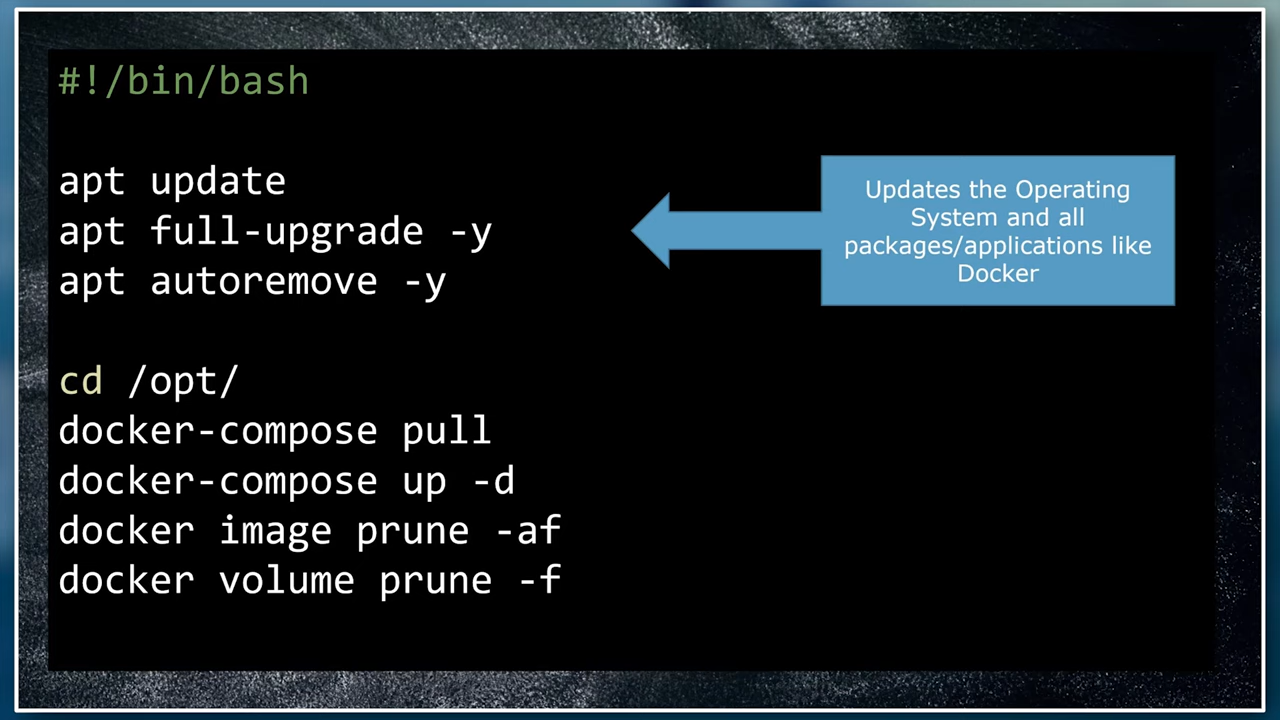 #!/bin/bash
apt update
apt full-upgrade -y
apt autoremove -y
Updates the Operating
System and all
packages/applications like
Docker
cd /opt/
docker-compose pull
docker-compose up -d
docker image prune -af
docker volume prune -f